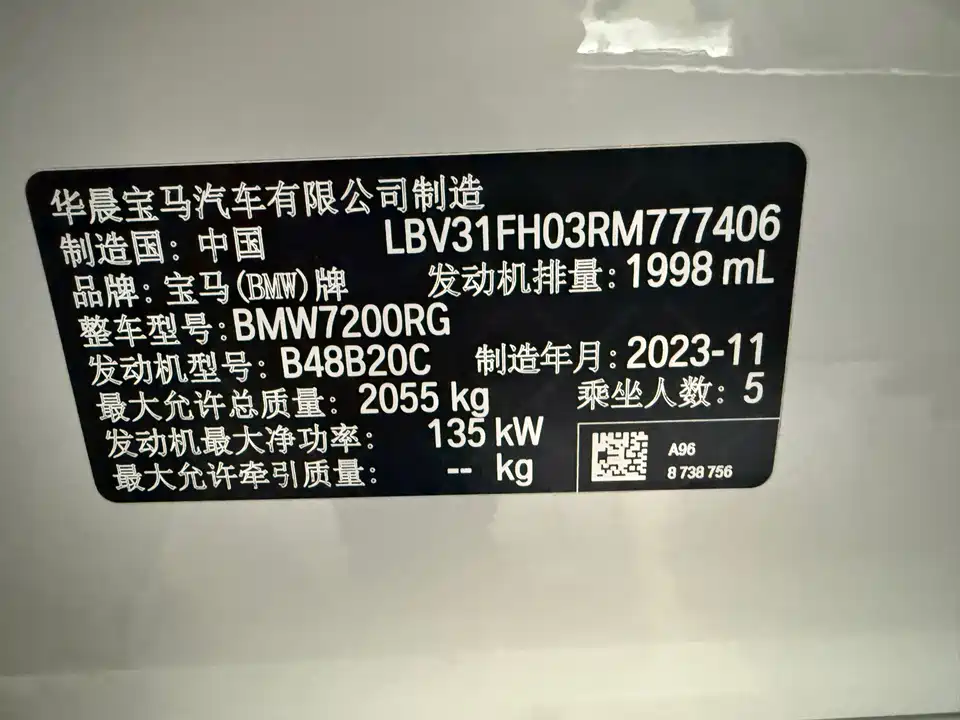 华晨宝马汽车有限公司制造
制造国：中国 LBV31FH03RM777406
品牌：宝马(BMW)牌 发动机排量：1998 mL
整车型号：BMW7200RG
发动机型号：B48B20C 制造年月：2023-11
最大允许总质量：2055 kg 乘坐人数：5
发动机最大净功率：135 kW
最大允许牵引质量：-- kg
A96
8 738 756